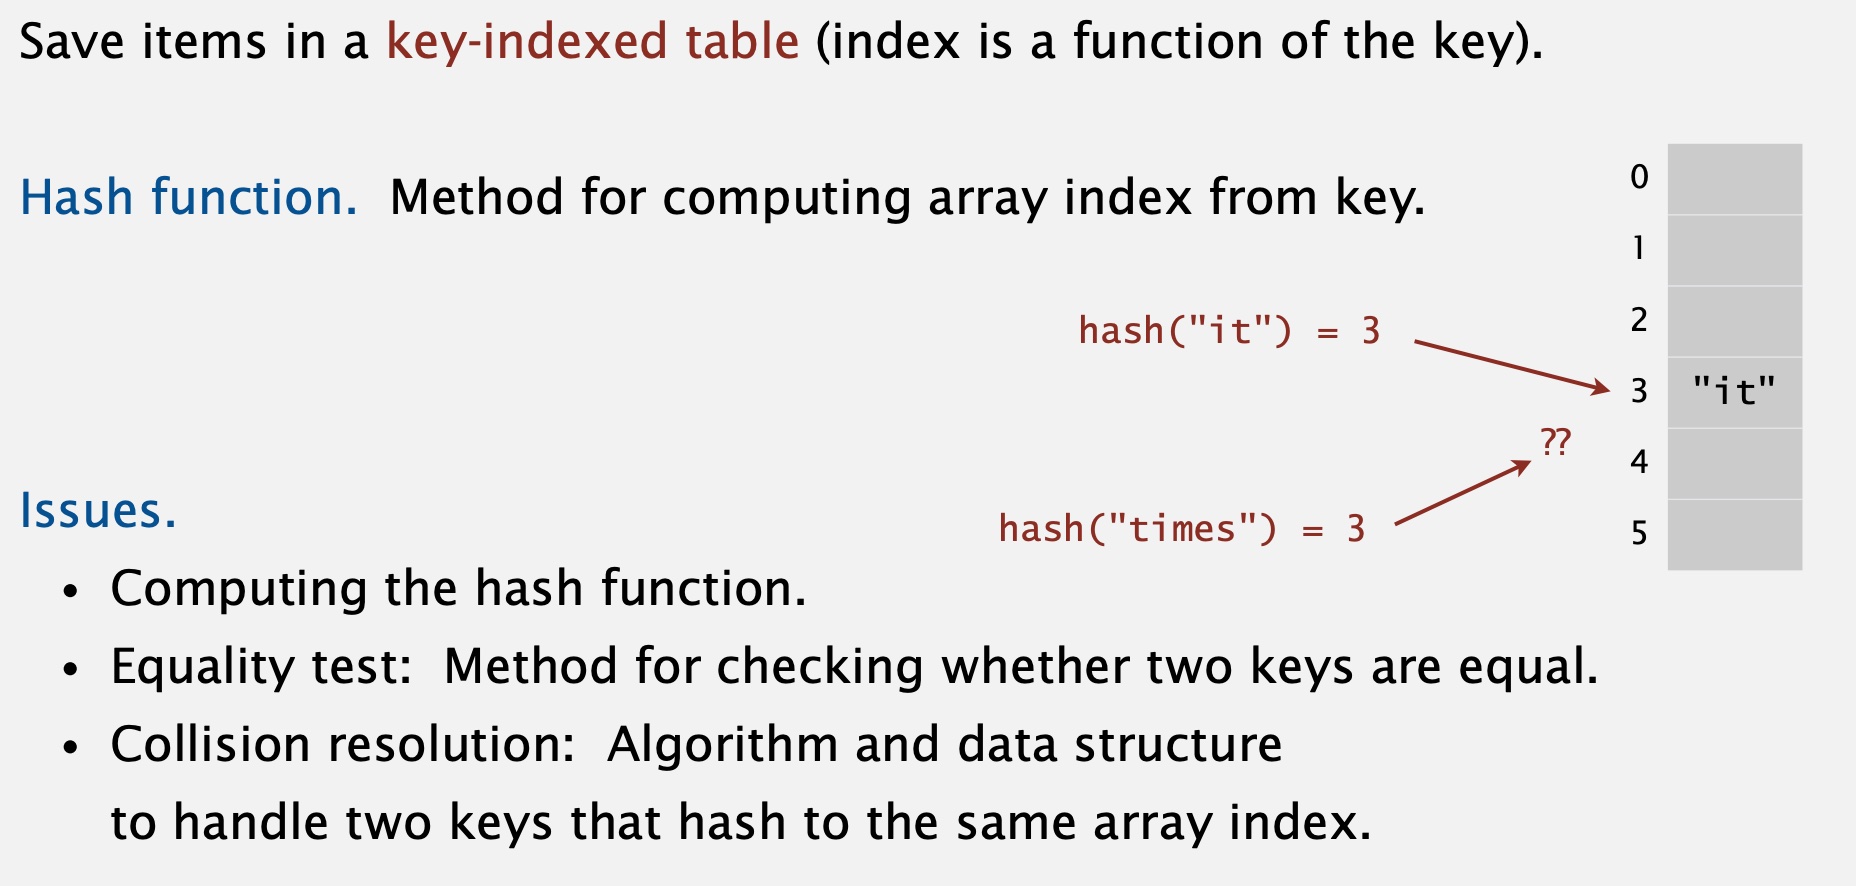 Save items in a key-indexed table (index is a function of the key).
Hash function.  Method for computing array index from key.
hash("it") = 3
??
hash("times") = 3
0
1
2
3 "it"
4
5
Issues.
• Computing the hash function.
• Equality test:  Method for checking whether two keys are equal.
• Collision resolution:  Algorithm and data structure
to handle two keys that hash to the same array index.